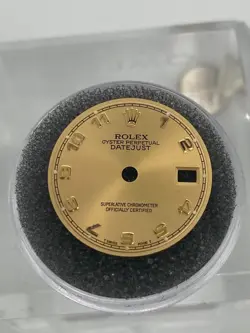 ROLEX
OYSTER PERPETUAL
DATEJUST
SUPERLATIVE CHRONOMETER
OFFICIALLY CERTIFIED